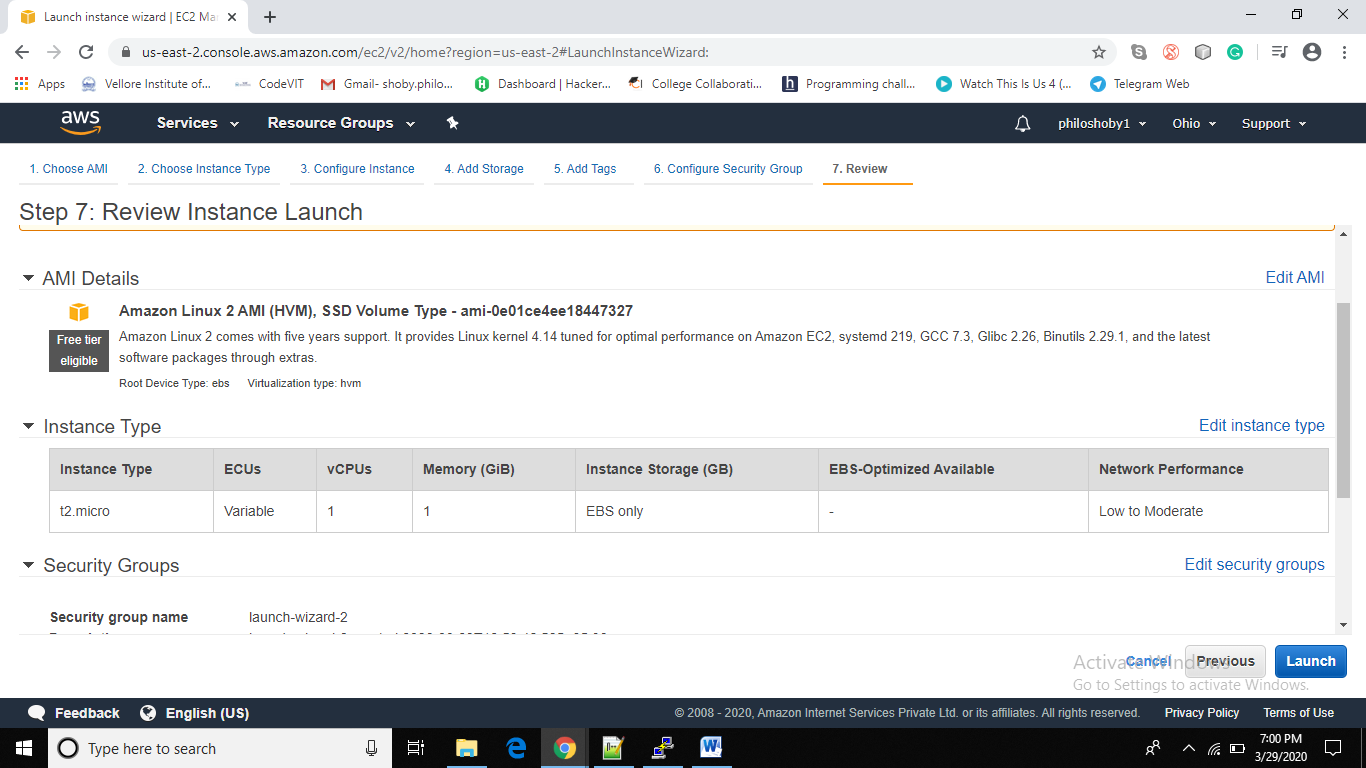 Launch instance wizard | EC2 Mar
us-east-2.console.aws.amazon.com/ec2/v2/home?region=us-east-2#LaunchInstanceWizard:
Apps Vellore Institute of... CodeVIT Gmail- shoby.philo... Dashboard | Hacker... College Collaborati... Programming chall... Watch This Is Us 4 (... Telegram Web
aws Services Resource Groups philoshoby1 Ohio Support
1. Choose AMI 2. Choose Instance Type 3. Configure Instance 4. Add Storage 5. Add Tags 6. Configure Security Group 7. Review
Step 7: Review Instance Launch
AMI Details Edit AMI
Amazon Linux 2 AMI (HVM), SSD Volume Type - ami-0e01ce4ee18447327
Free tier eligible
Amazon Linux 2 comes with five years support. It provides Linux kernel 4.14 tuned for optimal performance on Amazon EC2, systemd 219, GCC 7.3, Glibc 2.26, Binutils 2.29.1, and the latest
software packages through extras.
Root Device Type: ebs Virtualization type: hvm
Instance Type Edit instance type
Instance Type ECUs vCPUs Memory (GiB) Instance Storage (GB) EBS-Optimized Available Network Performance
t2.micro Variable 1 1 EBS only - Low to Moderate
Security Groups Edit security groups
Security group name launch-wizard-2
Cancel Previous Launch
Activate Windows
Go to Settings to activate Windows.
Feedback English (US) © 2008 - 2020, Amazon Internet Services Private Ltd. or its affiliates. All rights reserved. Privacy Policy Terms of Use
Type here to search
7:00 PM
3/29/2020